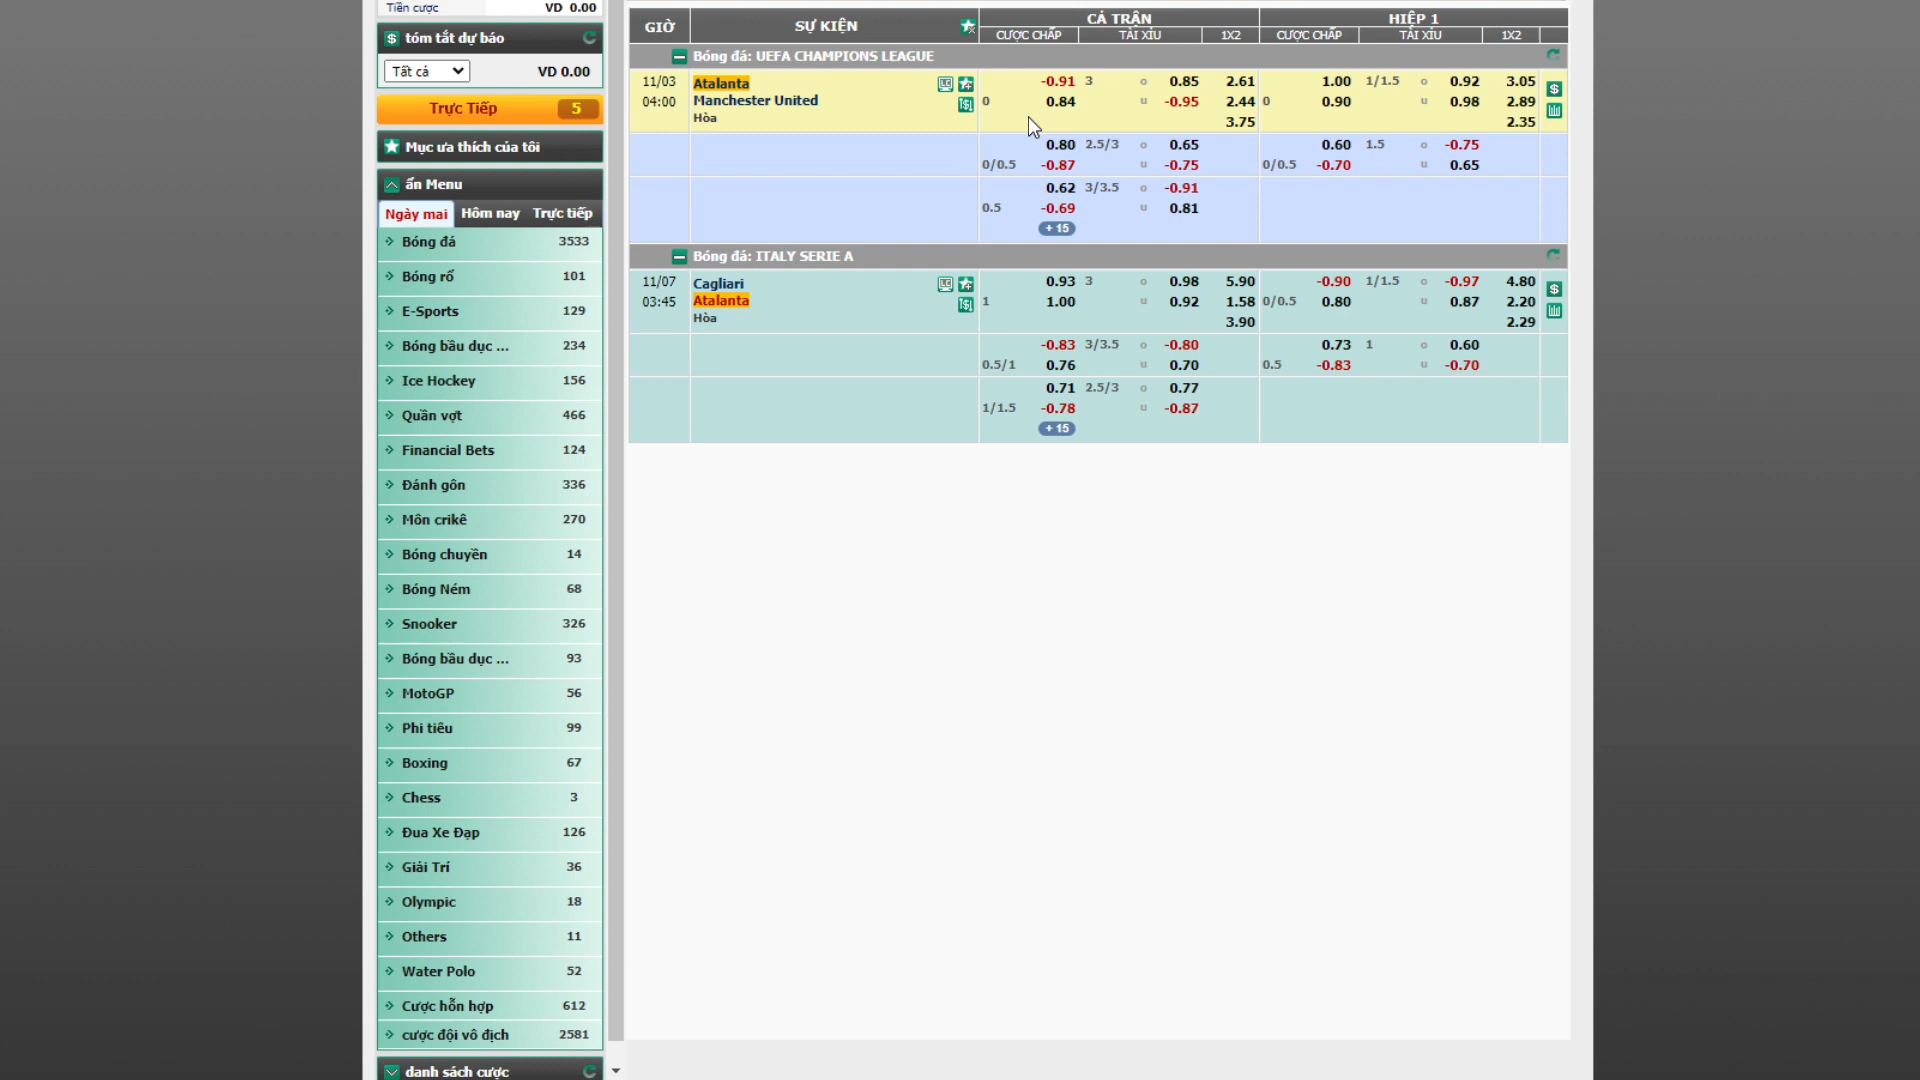 Tiền cược VD 0.00
$ tóm tắt dự báo
Tất cả VD 0.00
Trực Tiếp 5
Mục ưa thích của tôi
ẩn Menu
Ngày mai Hôm nay Trực tiếp
Bóng đá 3533
Bóng rổ 101
E-Sports 129
Bóng bầu dục ... 234
Ice Hockey 156
Quần vợt 466
Financial Bets 124
Đánh gôn 336
Môn crikê 270
Bóng chuyền 14
Bóng Ném 68
Snooker 326
Bóng bầu dục ... 93
MotoGP 56
Phi tiêu 99
Boxing 67
Chess 3
Đua Xe Đạp 126
Giải Trí 36
Olympic 18
Others 11
Water Polo 52
Cược hỗn hợp 612
cược đội vô địch 2581
danh sách cược
GIỜ SỰ KIỆN CẢ TRẬN HIỆP 1
CƯỢC CHẤP TÀI XỈU 1X2 CƯỢC CHẤP TÀI XỈU 1X2
Bóng đá: UEFA CHAMPIONS LEAGUE
11/03 Atalanta -0.91 3 o 0.85 2.61 1.00 1/1.5 o 0.92 3.05 $
04:00 Manchester United 0 0.84 u -0.95 2.44 0 0.90 u 0.98 2.89
Hòa 3.75 2.35
0.80 2.5/3 o 0.65 0.60 1.5 o -0.75
0/0.5 -0.87 u -0.75 0/0.5 -0.70 u 0.65
0.62 3/3.5 o -0.91
0.5 -0.69 u 0.81
+ 15
Bóng đá: ITALY SERIE A
11/07 Cagliari 0.93 3 o 0.98 5.90 -0.90 1/1.5 o -0.97 4.80 $
03:45 Atalanta 1 1.00 u 0.92 1.58 0/0.5 0.80 u 0.87 2.20
Hòa 3.90 2.29
-0.83 3/3.5 o -0.80 0.73 1 o 0.60
0.5/1 0.76 u 0.70 0.5 -0.83 u -0.70
0.71 2.5/3 o 0.77
1/1.5 -0.78 u -0.87
+ 15